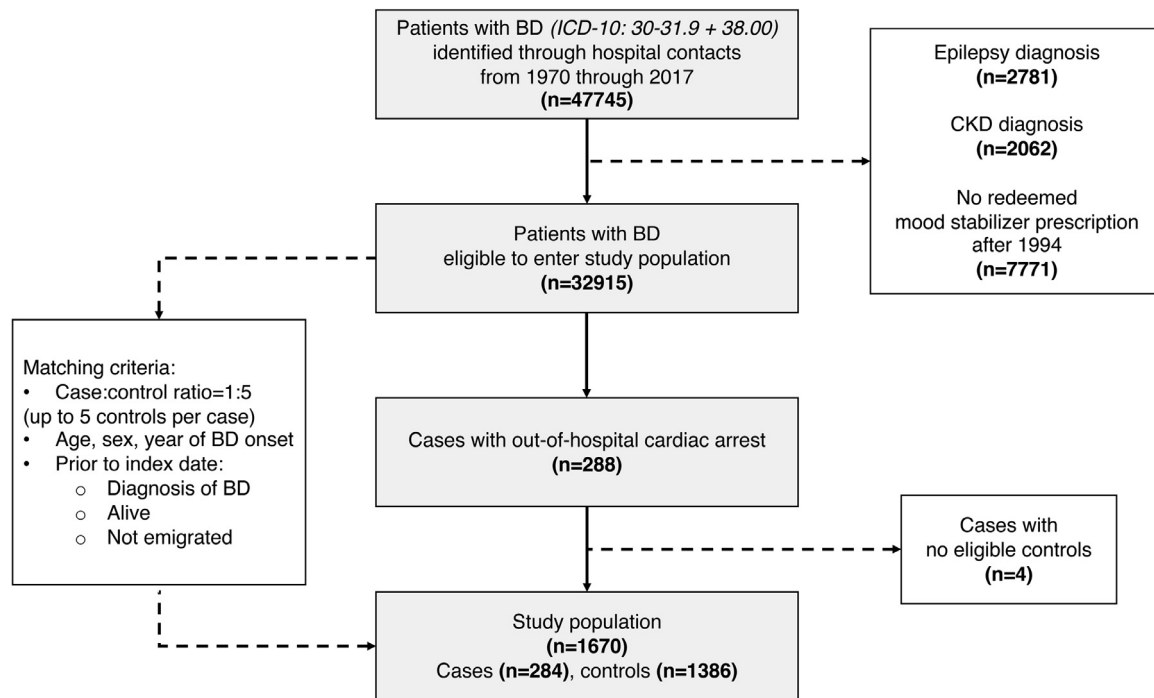 Patients with BD (ICD-10: 30-31.9 + 38.00)
identified through hospital contacts
from 1970 through 2017
(n=47745)
Epilepsy diagnosis
(n=2781)
CKD diagnosis
(n=2062)
No redeemed
mood stabilizer prescription
after 1994
(n=7771)
Patients with BD
eligible to enter study population
(n=32915)
Matching criteria:
• Case:control ratio=1:5
(up to 5 controls per case)
• Age, sex, year of BD onset
• Prior to index date:
o Diagnosis of BD
o Alive
o Not emigrated
Cases with out-of-hospital cardiac arrest
(n=288)
Cases with
no eligible controls
(n=4)
Study population
(n=1670)
Cases (n=284), controls (n=1386)